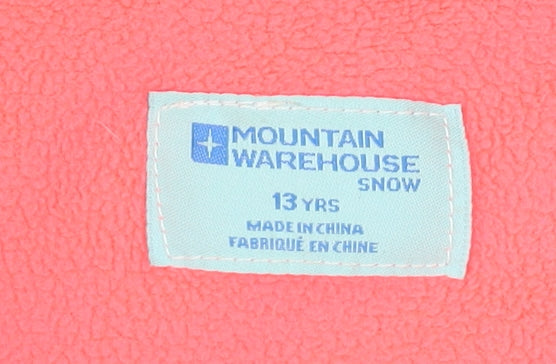 MOUNTAIN
WAREHOUSE
SNOW
13 YRS
MADE IN CHINA
FABRIQUÉ EN CHINE